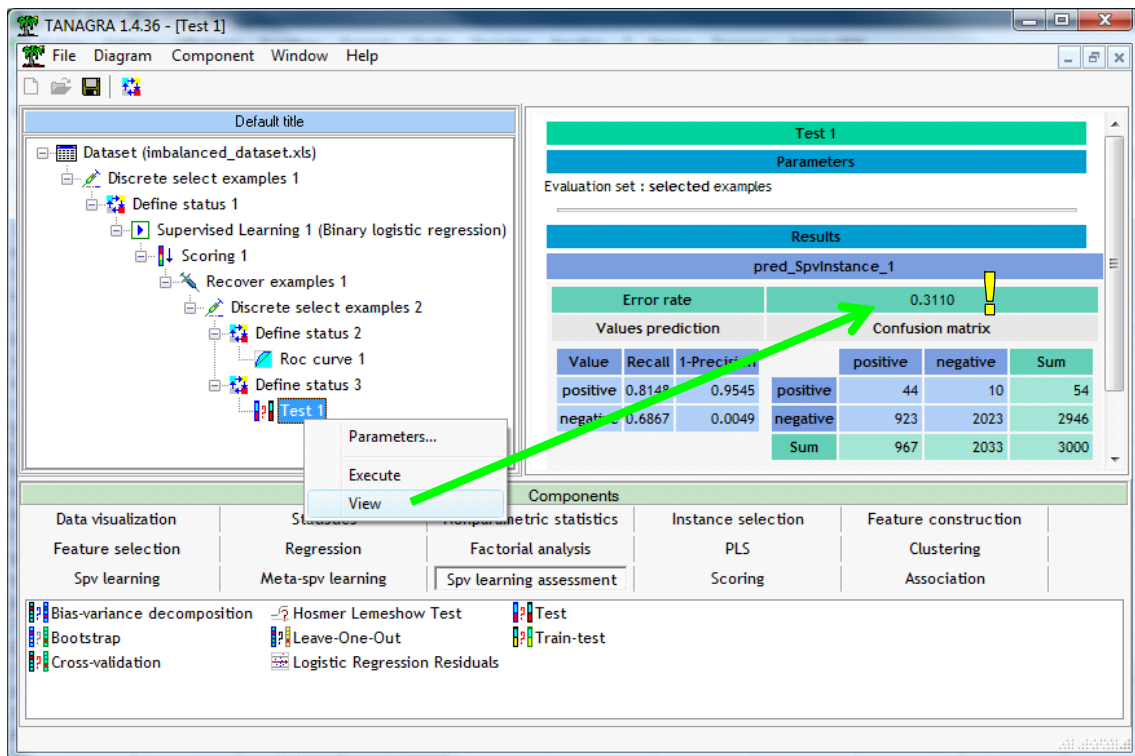 TANAGRA 1.4.36 - [Test 1]
File Diagram Component Window Help
Default title
Dataset (imbalanced_dataset.xls)
Discrete select examples 1
Define status 1
Supervised Learning 1 (Binary logistic regression)
Scoring 1
Recover examples 1
Discrete select examples 2
Define status 2
Roc curve 1
Define status 3
Test 1
Parameters...
Execute
View
Test 1
Parameters
Evaluation set : selected examples
Results
pred_SpvInstance_1
Error rate 0.3110 !
Values prediction Confusion matrix
Value Recall 1-Precision positive negative Sum
positive 0.8148 0.9545 positive 44 10 54
negative 0.6867 0.0049 negative 923 2023 2946
Sum 967 2033 3000
Components
Data visualization Statistics Nonparametric statistics Instance selection Feature construction
Feature selection Regression Factorial analysis PLS Clustering
Spv learning Meta-spv learning Spv learning assessment Scoring Association
Bias-variance decomposition Hosmer Lemeshow Test Test
Bootstrap Leave-One-Out Train-test
Cross-validation Logistic Regression Residuals